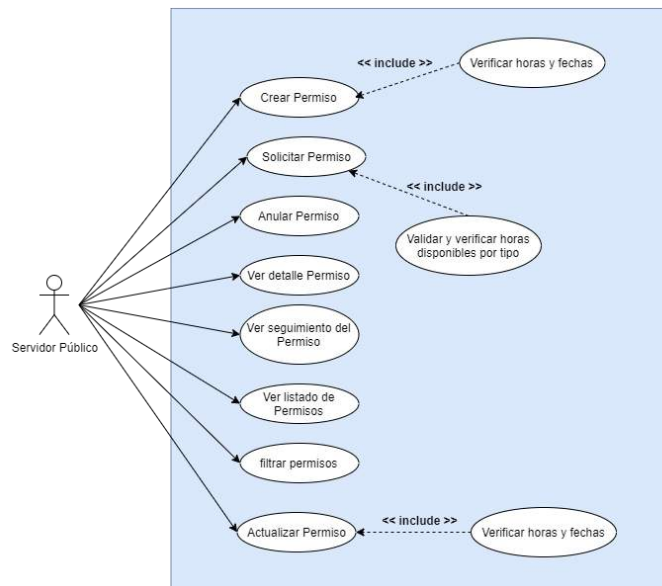 << include >>
Verificar horas y fechas
Crear Permiso
Solicitar Permiso
<< include >>
Anular Permiso
Validar y verificar horas
disponibles por tipo
Ver detalle Permiso
Ver seguimiento del
Permiso
Servidor Público
Ver listado de
Permisos
filtrar permisos
<< include >>
Actualizar Permiso
Verificar horas y fechas